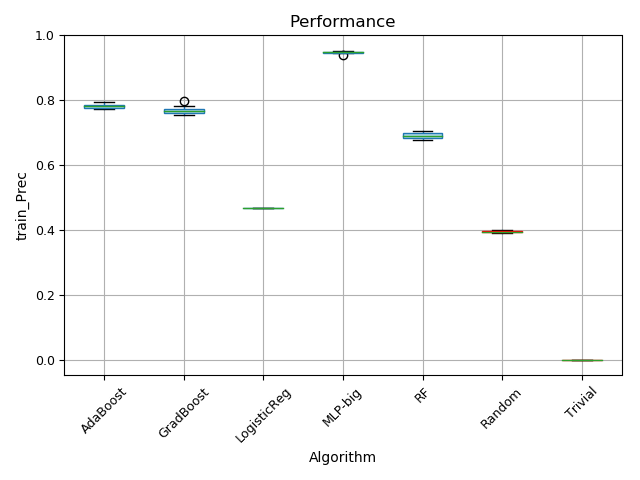 Performance
train_Prec
1.0
0.8
0.6
0.4
0.2
0.0
AdaBoost
GradBoost
LogisticReg
MLP-big
RF
Random
Trivial
Algorithm